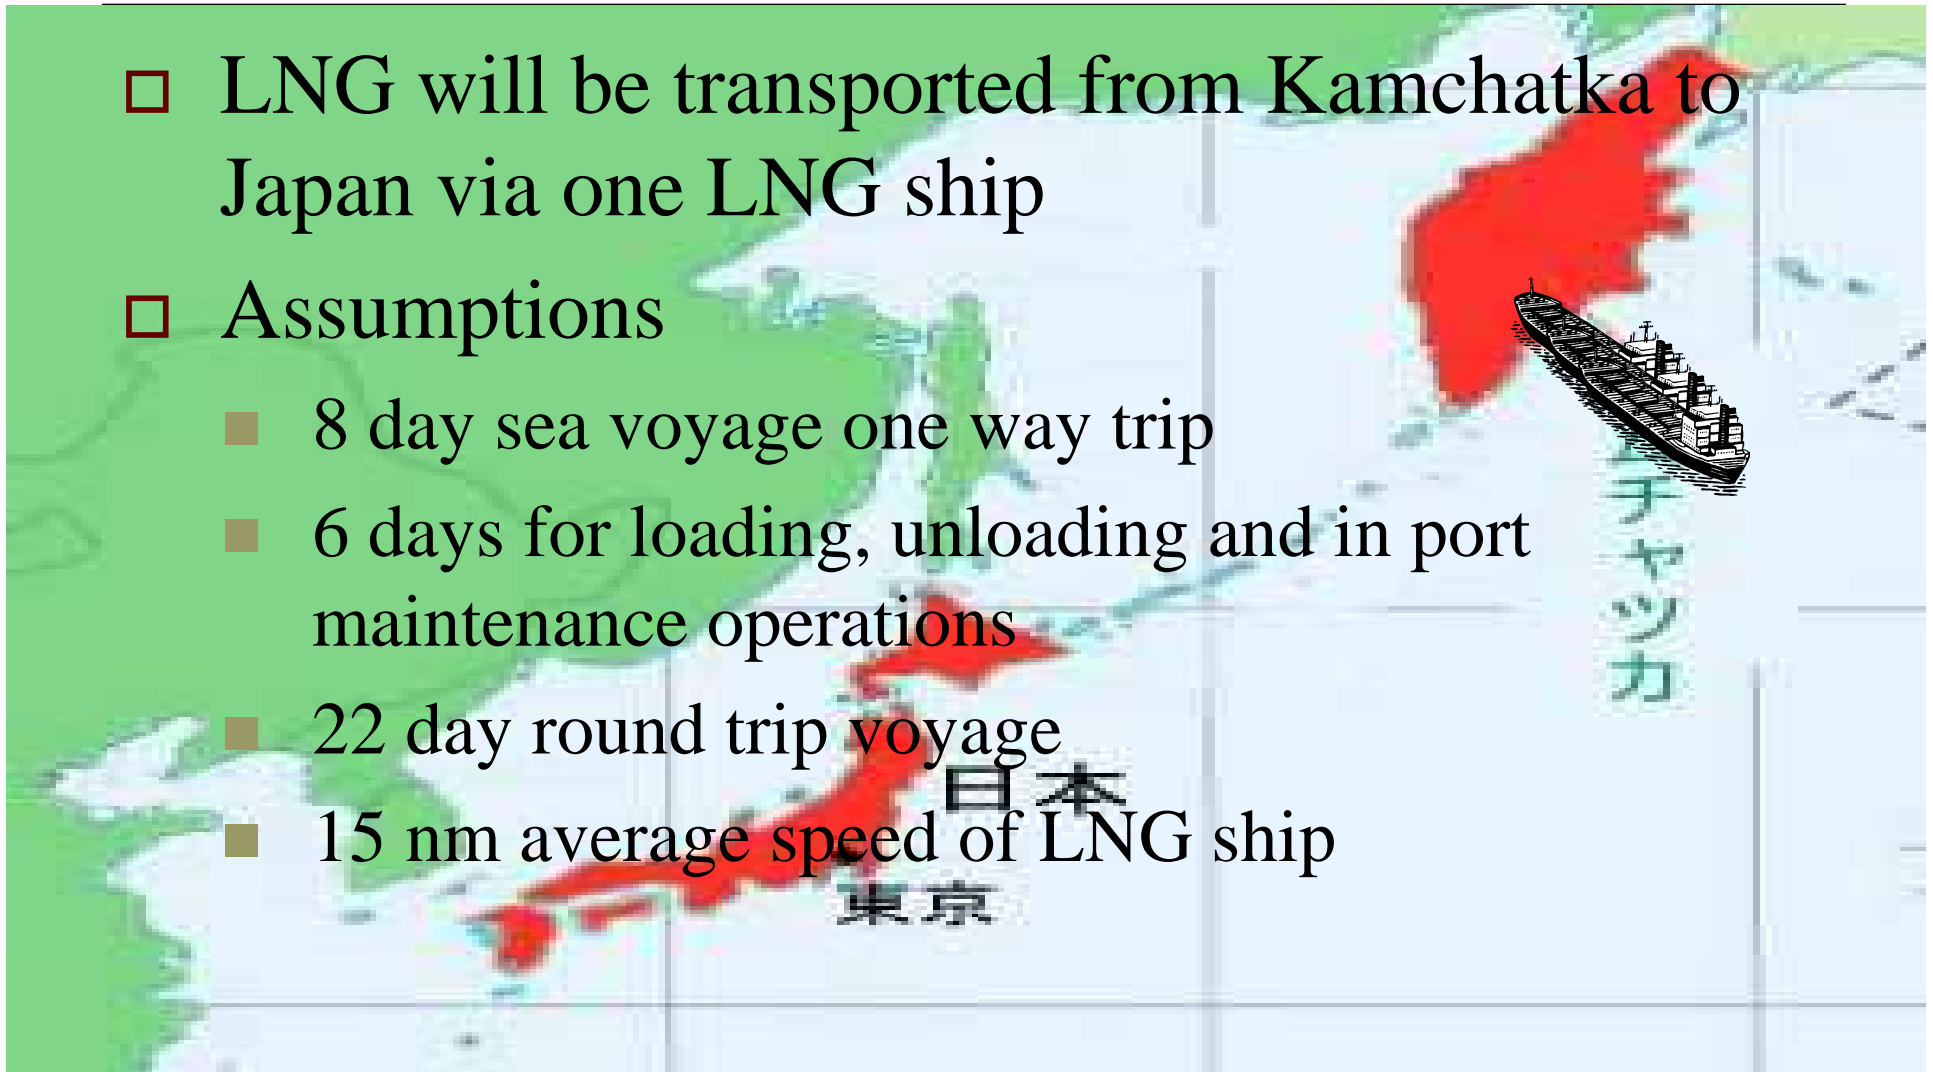 LNG will be transported from Kamchatka to
Japan via one LNG ship
Assumptions
8 day sea voyage one way trip
6 days for loading, unloading and in port
maintenance operations
22 day round trip voyage
日本
15 nm average speed of LNG ship
東京
チャツカ